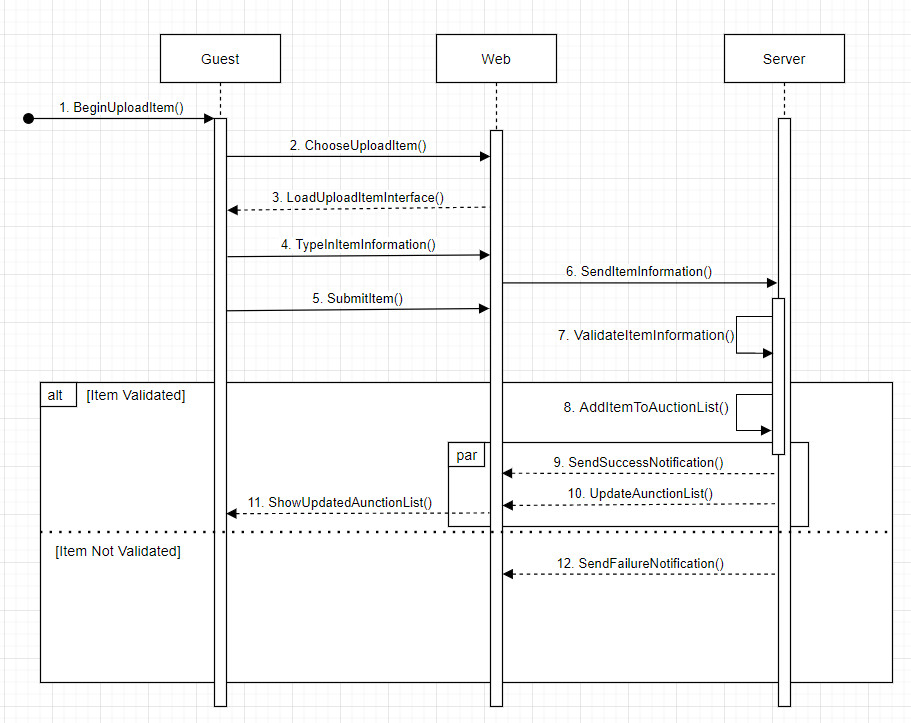 Guest
Web
Server
1. BeginUploadItem()
2. ChooseUploadItem()
3. LoadUploadItemInterface()
4. TypeInItemInformation()
6. SendItemInformation()
5. SubmitItem()
7. ValidateItemInformation()
alt
[Item Validated]
8. AddItemToAuctionList()
par
9. SendSuccessNotification()
10. UpdateAunctionList()
11. ShowUpdatedAunctionList()
[Item Not Validated]
12. SendFailureNotification()